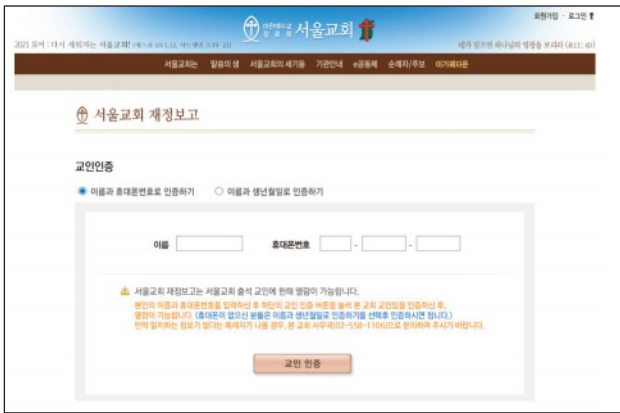 회원가입 · 로그인
대한예수교
장로회 서울교회
2021 표어 : 다시 세워지는 서울교회! (에스라 10:1,12, 사도행전 3:19-21)
네가 믿으면 하나님의 영광을 보리라 (요11:40)
서울교회는 말씀의 샘 서울교회의 세기둥 기관안내 e공동체 순례자/주보 아가페타운
서울교회 재정보고
교인인증
이름과 휴대폰번호로 인증하기 이름과 생년월일로 인증하기
이름 휴대폰번호 - -
서울교회 재정보고는 서울교회 출석 교인에 한해 열람이 가능합니다.
본인의 이름과 휴대폰번호를 입력하신 후 하단의 교인 인증 버튼을 눌러 본 교회 교인임을 인증하신 후,
열람이 가능합니다. (휴대폰이 없으신 분들은 이름과 생년월일로 인증하기를 선택후 인증하시면 됩니다.)
만약 일치하는 정보가 없다는 메세지가 나올 경우, 본 교회 사무국(02-558-1106)으로 문의하여 주시기 바랍니다.
교인 인증